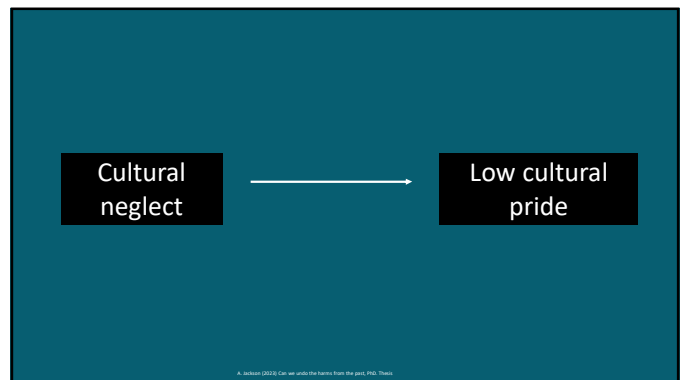 Cultural
neglect
Low cultural
pride
A. Jackson (2023) Can we undo the harms from the past, PhD. Thesis